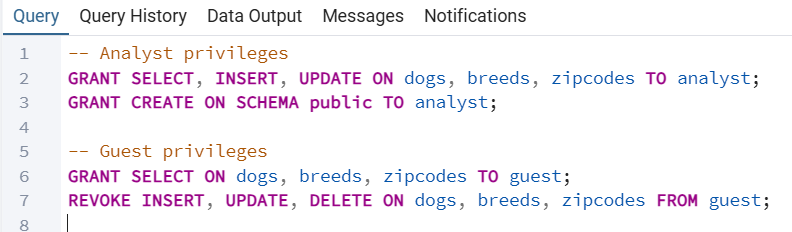 Query Query History Data Output Messages Notifications
1 -- Analyst privileges
2 GRANT SELECT, INSERT, UPDATE ON dogs, breeds, zipcodes TO analyst;
3 GRANT CREATE ON SCHEMA public TO analyst;
4
5 -- Guest privileges
6 GRANT SELECT ON dogs, breeds, zipcodes TO guest;
7 REVOKE INSERT, UPDATE, DELETE ON dogs, breeds, zipcodes FROM guest;
8